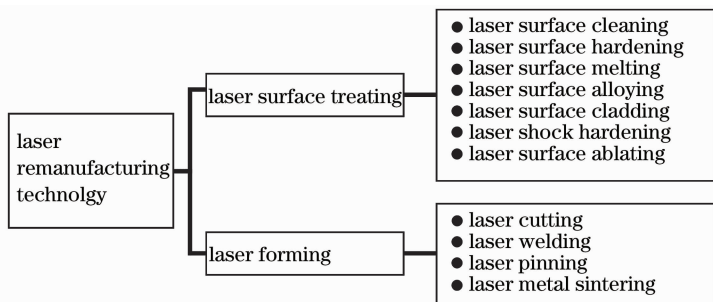 laser
remanufacturing
technolgy
laser surface treating
● laser surface cleaning
● laser surface hardening
● laser surface melting
● laser surface alloying
● laser surface cladding
● laser shock hardening
● laser surface ablating
laser forming
● laser cutting
● laser welding
● laser pinning
● laser metal sintering